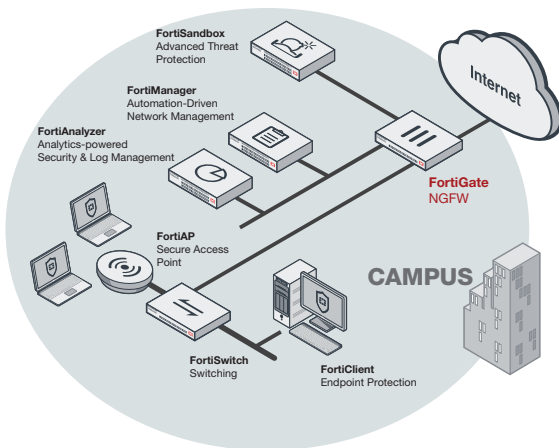 FortiSandbox
Advanced Threat
Protection
FortiManager
Automation-Driven
Network Management
FortiAnalyzer
Analytics-powered
Security & Log Management
Internet
FortiGate
NGFW
FortiAP
Secure Access
Point
CAMPUS
FortiSwitch
Switching
FortiClient
Endpoint Protection